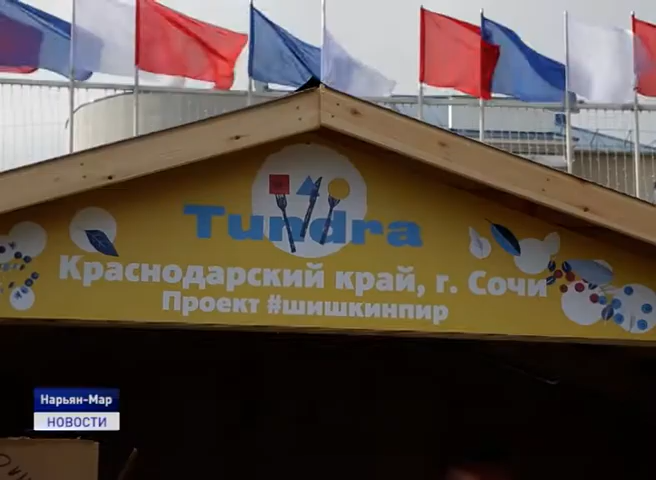 Tundra
Краснодарский край, г. Сочи
Проект #шишкинпир
Нарьян-Мар
НОВОСТИ